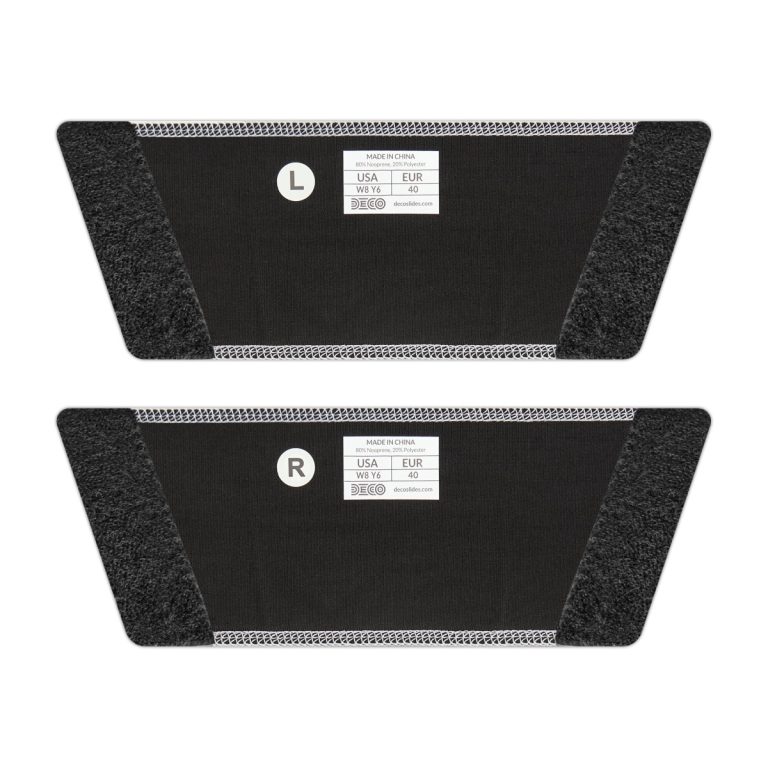 L
MADE IN CHINA
80% Neoprene, 20% Polyester
USA EUR
W8 Y6 40
DECO decoslides.com
R
MADE IN CHINA
80% Neoprene, 20% Polyester
USA EUR
W8 Y6 40
DECO decoslides.com